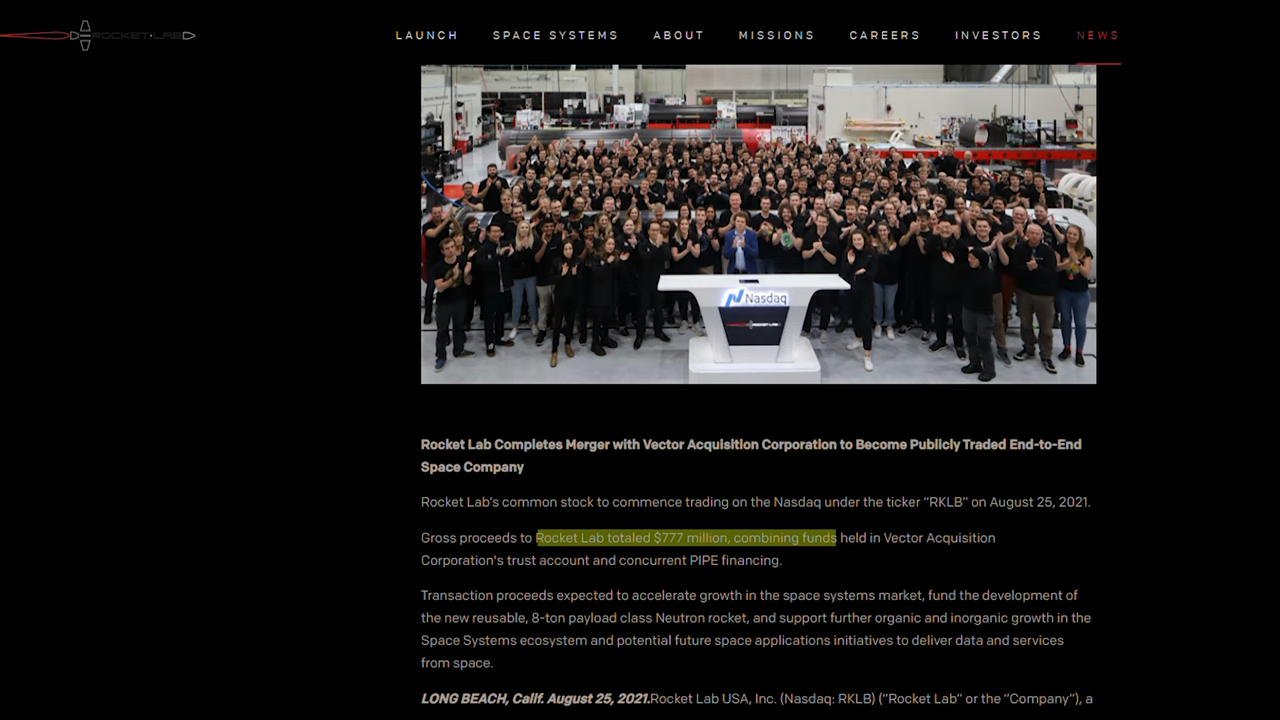 ROCKET LAB
LAUNCH SPACE SYSTEMS ABOUT MISSIONS CAREERS INVESTORS NEWS
Nasdaq
ROCKET LAB
Rocket Lab Completes Merger with Vector Acquisition Corporation to Become Publicly Traded End-to-End
Space Company
Rocket Lab's common stock to commence trading on the Nasdaq under the ticker “RKLB” on August 25, 2021.
Gross proceeds to Rocket Lab totaled $777 million, combining funds held in Vector Acquisition
Corporation's trust account and concurrent PIPE financing.
Transaction proceeds expected to accelerate growth in the space systems market, fund the development of
the new reusable, 8-ton payload class Neutron rocket, and support further organic and inorganic growth in the
Space Systems ecosystem and potential future space applications initiatives to deliver data and services
from space.
LONG BEACH, Calif. August 25, 2021.Rocket Lab USA, Inc. (Nasdaq: RKLB) (“Rocket Lab” or the “Company”), a